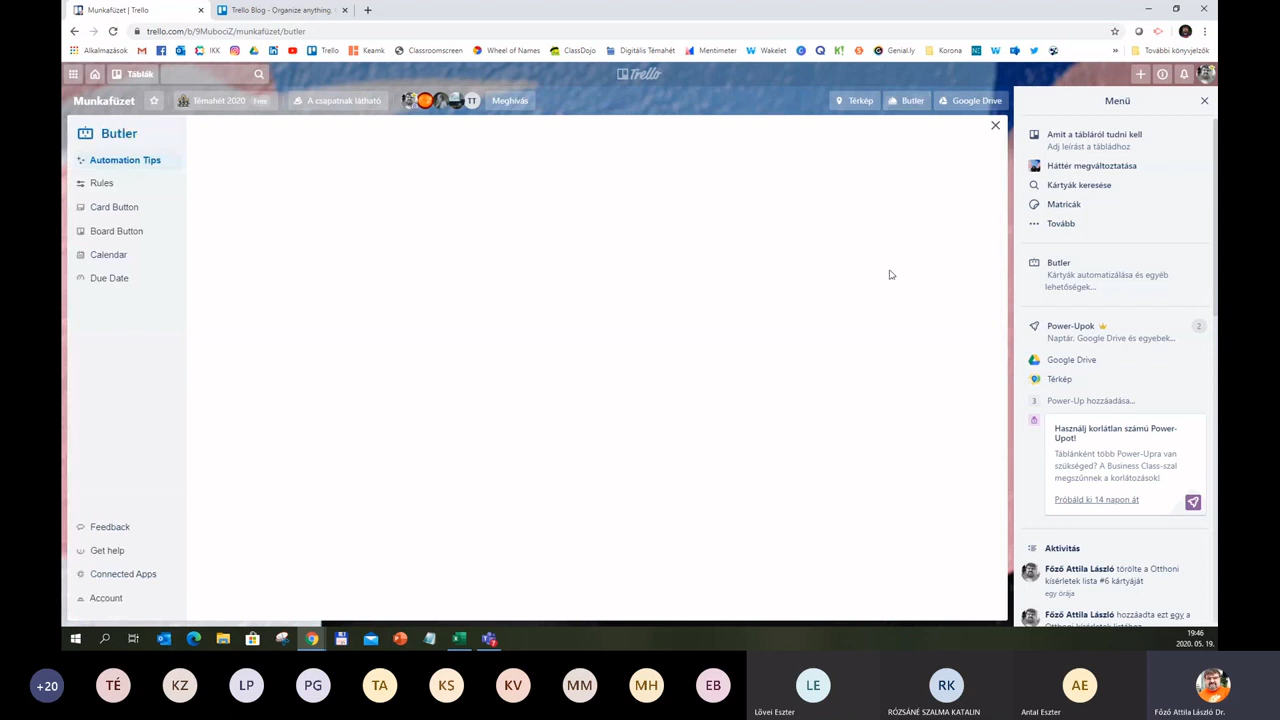 Munkafüzet | Trello
Trello Blog - Organize anything,
trello.com/b/9MubociZ/munkafüzet/butler
Alkalmazások
IKK
Trello
Keamk
Classroomscreen
Wheel of Names
ClassDojo
Digitális Témahét
Mentimeter
Wakelet
Genial.ly
Korona
»
További könyvjelzők
Táblák
Trello
Munkafüzet
Témahét 2020 Free
A csapatnak látható
TT
Meghívás
Térkép
Butler
Google Drive
Menü
Butler
Automation Tips
Rules
Card Button
Board Button
Calendar
Due Date
Feedback
Get help
Connected Apps
Account
Amit a tábláról tudni kell
Adj leírást a tábládhoz
Háttér megváltoztatása
Kártyák keresése
Matricák
Tovább
Butler
Kártyák automatizálása és egyéb
lehetőségek...
Power-Upok
2
Naptár, Google Drive és egyebek...
Google Drive
Térkép
3 Power-Up hozzáadása...
Használj korlátlan számú Power-
Upot!
Táblánként több Power-Upra van
szükséged? A Business Class-szal
megszűnnek a korlátozások!
Próbáld ki 14 napon át
Aktivitás
Főző Attila László törölte a Otthoni
kísérletek lista #6 kártyáját
egy órája
Főző Attila László hozzáadta ezt egy a
Otthoni kísérletek listához
19:46
2020. 05. 19.
+20
TÉ
KZ
LP
PG
TA
KS
KV
MM
MH
EB
LE
RK
AE
Lövei Eszter
RÓZSÁNÉ SZALMA KATALIN
Antal Eszter
Főző Attila László Dr.